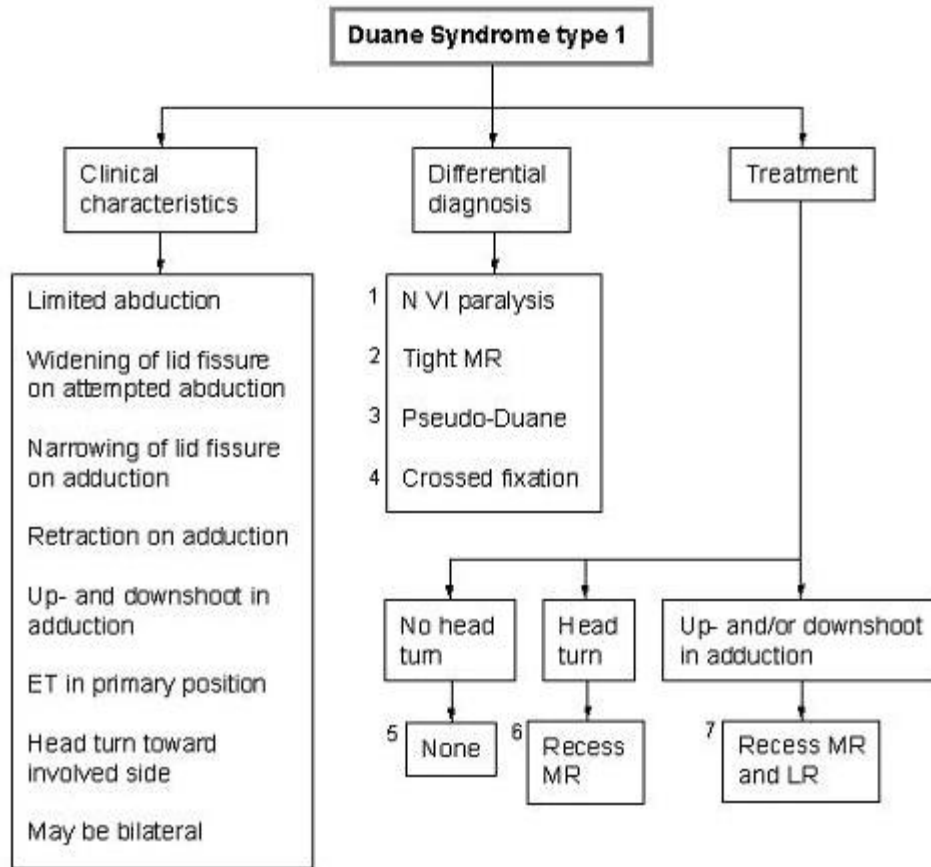 Duane Syndrome type 1
Clinical
characteristics
Differential
diagnosis
Treatment
Limited abduction
Widening of lid fissure
on attempted abduction
Narrowing of lid fissure
on adduction
Retraction on adduction
Up- and downshoot in
adduction
ET in primary position
Head turn toward
involved side
May be bilateral
1 N VI paralysis
2 Tight MR
3 Pseudo-Duane
4 Crossed fixation
No head
turn
Head
turn
Up- and/or downshoot
in adduction
5 None
6 Recess
MR
7 Recess MR
and LR